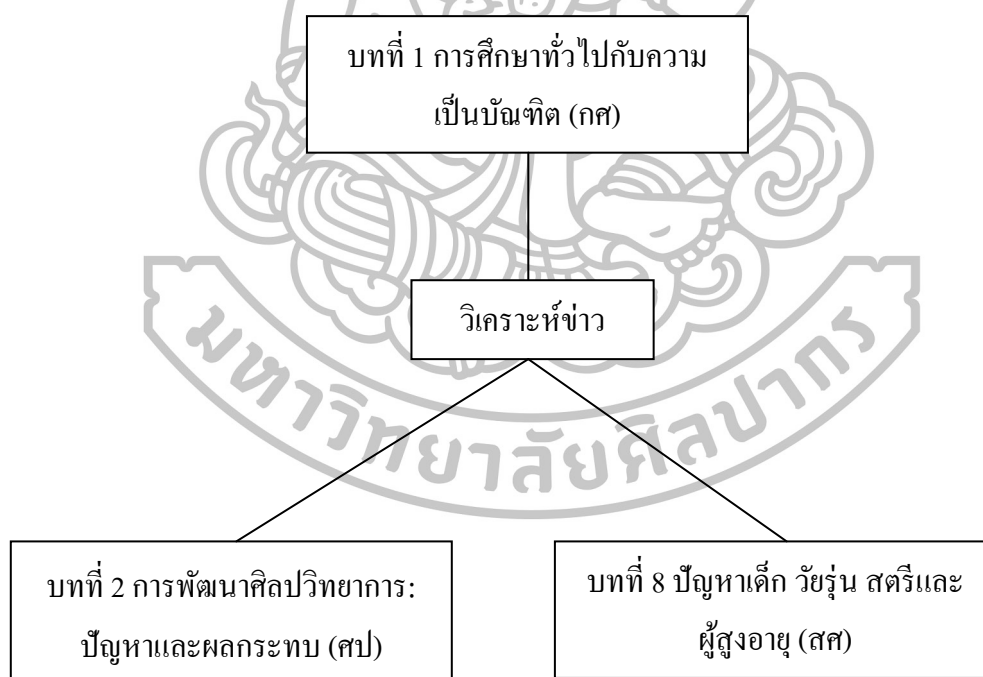 บทที่ 1 การศึกษาทั่วไปกับความ
เป็นบัณฑิต (กศ)
วิเคราะห์ข่าว
มหาวิทยาลัยศิลปากร
บทที่ 2 การพัฒนาศิลปวิทยาการ:
ปัญหาและผลกระทบ (ศป)
บทที่ 8 ปัญหาเด็ก วัยรุ่น สตรีและ
ผู้สูงอายุ (สศ)